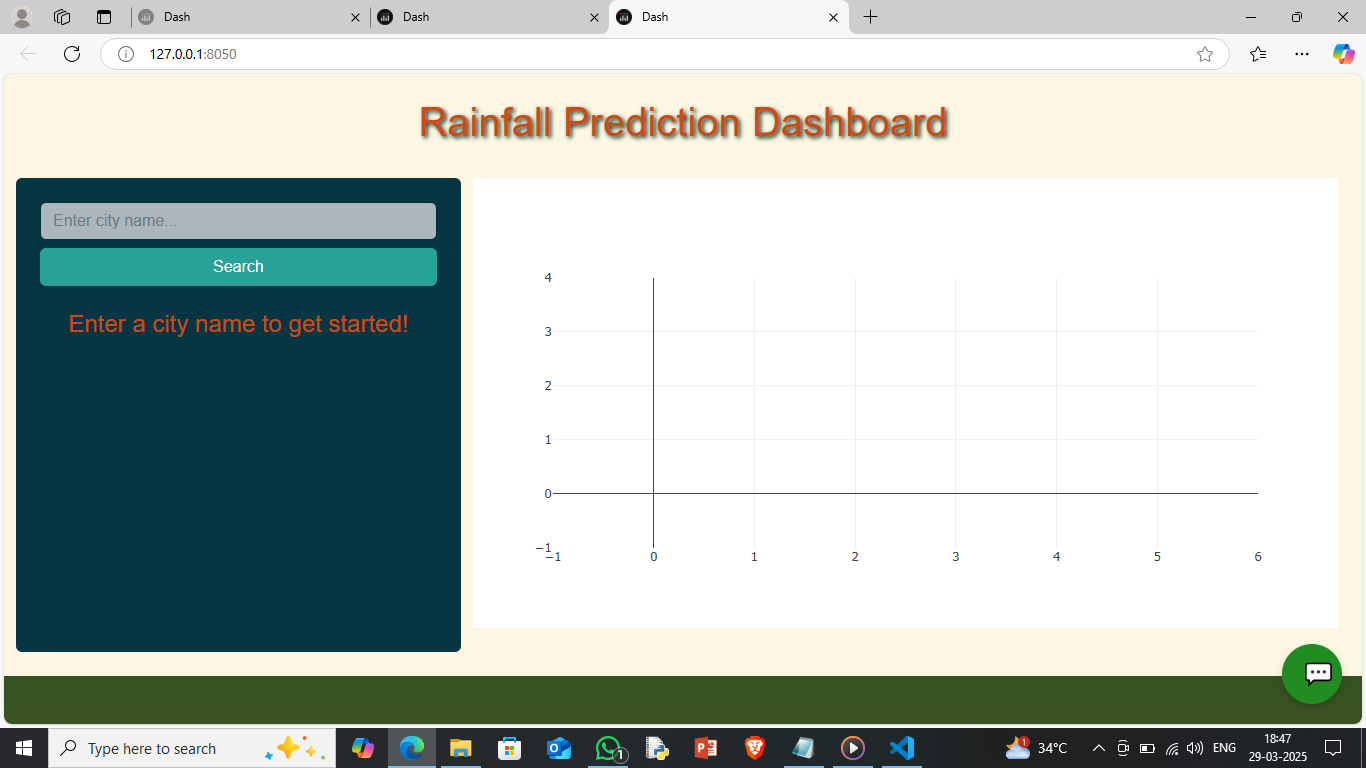 Dash
Dash
Dash
127.0.0.1:8050
Rainfall Prediction Dashboard
Enter city name...
Search
Enter a city name to get started!
4
3
2
1
0
−1
−1 0 1 2 3 4 5 6
Type here to search
1
1
34°C
ENG
18:47
29-03-2025